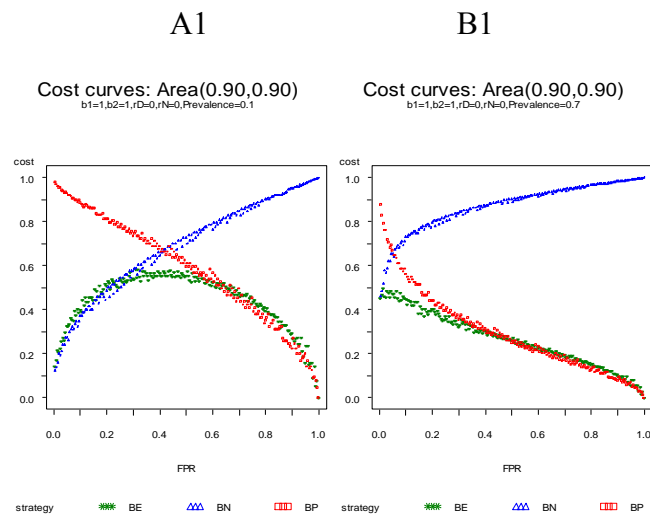 A1 B1
Cost curves: Area(0.90,0.90) Cost curves: Area(0.90,0.90)
b1=1,b2=1,rD=0,rN=0,Prevalence=0.1 b1=1,b2=1,rD=0,rN=0,Prevalence=0.7
cost cost
1.0 1.0
0.8 0.8
0.6 0.6
0.4 0.4
0.2 0.2
0.0 0.0
0.0 0.2 0.4 0.6 0.8 1.0 0.0 0.2 0.4 0.6 0.8 1.0
FPR FPR
strategy BE BN BP strategy BE BN BP